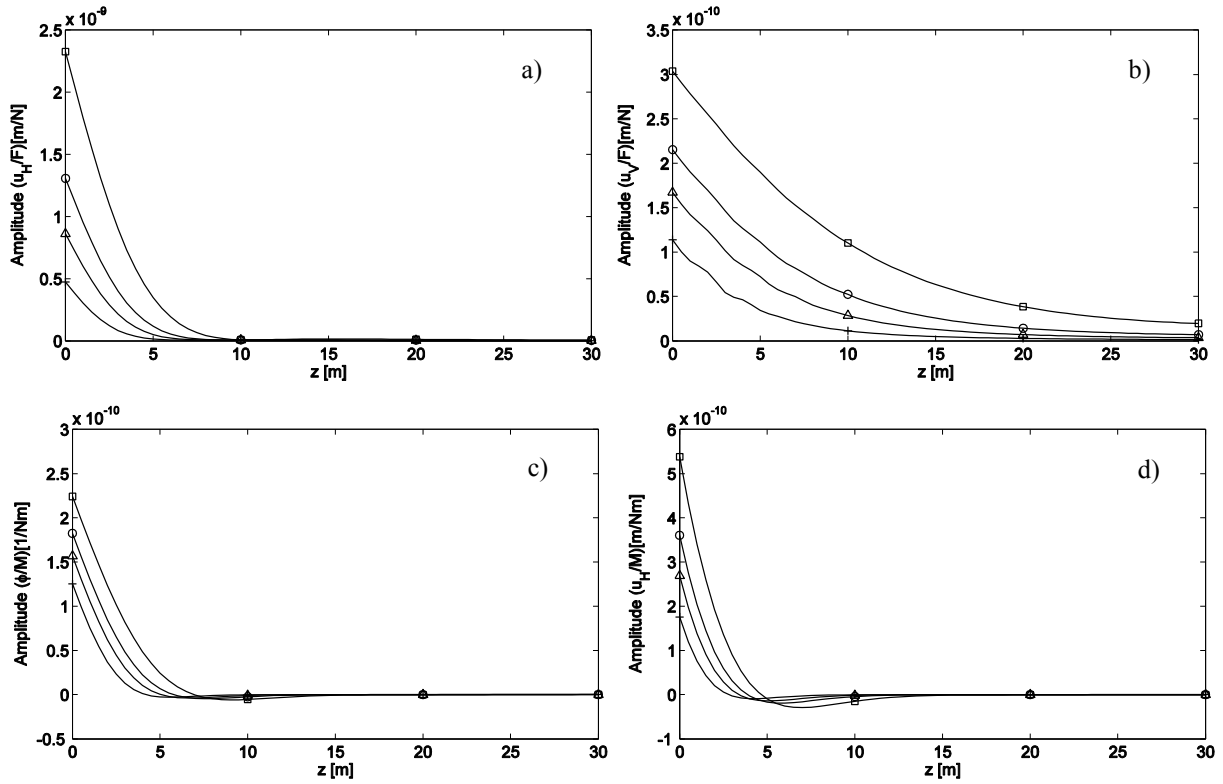 x 10⁻⁹
2.5
2
1.5
1
0.5
0
0 5 10 15 20 25 30
z [m]
Amplitude (u_H/F)[m/N]
a)
x 10⁻¹⁰
3.5
3
2.5
2
1.5
1
0.5
0
0 5 10 15 20 25 30
z [m]
Amplitude (u_V/F)[m/N]
b)
x 10⁻¹⁰
3
2.5
2
1.5
1
0.5
0
-0.5
0 5 10 15 20 25 30
z [m]
Amplitude (ϕ/M)[1/Nm]
c)
x 10⁻¹⁰
6
5
4
3
2
1
0
-1
0 5 10 15 20 25 30
z [m]
Amplitude (u_H/M)[m/Nm]
d)